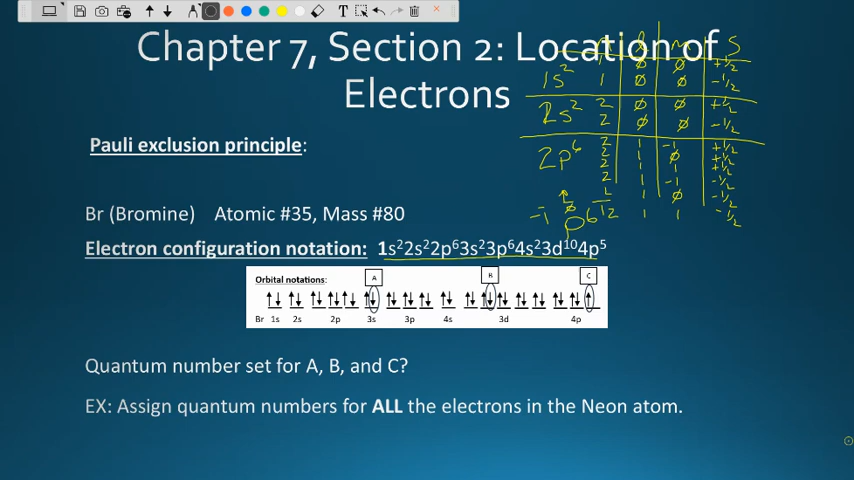 Chapter 7, Section 2: Location of
Electrons
n l m s
1s² 1 0 0 +1/2
1 0 0 -1/2
2s² 2 0 0 +1/2
2 0 0 -1/2
2p⁶ 2 1 -1 +1/2
2 1 0 +1/2
2 1 1 +1/2
2 1 -1 -1/2
2 1 0 -1/2
2 1 1 -1/2
-1 0 1
p⁶
Pauli exclusion principle:
Br (Bromine) Atomic #35, Mass #80
Electron configuration notation: 1s²2s²2p⁶3s²3p⁶4s²3d¹⁰4p⁵
Orbital notations:
A B C
Br 1s 2s 2p 3s 3p 4s 3d 4p
Quantum number set for A, B, and C?
EX: Assign quantum numbers for ALL the electrons in the Neon atom.